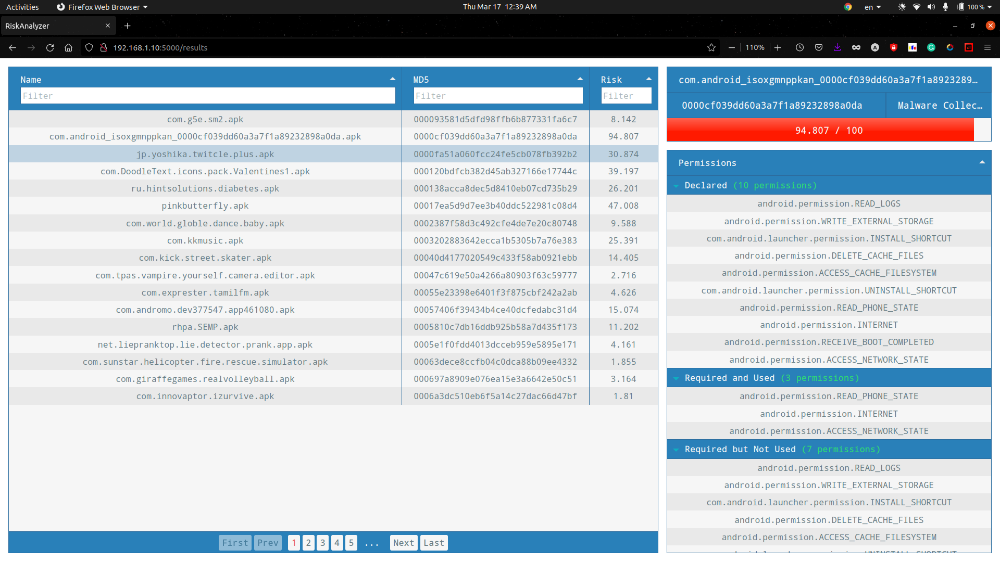 Activities Firefox Web Browser Thu Mar 17 12:39 AM en 100 %
RiskAnalyzer
192.168.1.10:5000/results 110%
Name MD5 Risk
Filter Filter Filter
com.g5e.sm2.apk 000093581d5dfd98ffb6b877331fa6c7 8.142
com.android_isoxgmnppkan_0000cf039dd60a3a7f1a89232898a0da.apk 0000cf039dd60a3a7f1a89232898a0da 94.807
jp.yoshika.twitcle.plus.apk 0000fa51a060fcc24fe5cb078fb392b2 30.874
com.DoodleText.icons.pack.Valentines1.apk 000120bdfcb382d45ab327166e17744c 39.197
ru.hintsolutions.diabetes.apk 000138acca8dec5d8410eb07cd735b29 26.201
pinkbutterfly.apk 00017ea5d9d7ee3b40ddc522981c08d4 47.008
com.world.globle.dance.baby.apk 0002387f58d3c492cfe4de7e20c80748 9.588
com.kkmusic.apk 0003202883642ecca1b5305b7a76e383 25.391
com.kick.street.skater.apk 00040d4177020549c433f58ab0921ebb 14.405
com.tpas.vampire.yourself.camera.editor.apk 00047c619e50a4266a80903f63c59777 2.716
com.exprester.tamilfm.apk 00055e23398e6401f3f875cbf242a2ab 4.626
com.andromo.dev377547.app461080.apk 00057406f39434b4ce40dcfedabc31d4 15.074
rhpa.SEMP.apk 0005810c7db16ddb925b58a7d435f173 11.202
net.liepranktop.lie.detector.prank.app.apk 0005e1f0fdd4013dcceb959e5895e171 4.161
com.sunstar.helicopter.fire.rescue.simulator.apk 00063dece8ccfb04c0dca88b09ee4332 1.855
com.giraffegames.realvolleyball.apk 000697a8909e076ea15e3a6642e50c51 3.164
com.innovaptor.izurvive.apk 0006a3dc510eb6f5a14c27dac66d47bf 1.81
First Prev 1 2 3 4 5 ... Next Last
com.android_isoxgmnppkan_0000cf039dd60a3a7f1a8923289…
0000cf039dd60a3a7f1a89232898a0da Malware Collec…
94.807 / 100
Permissions
Declared (10 permissions)
android.permission.READ_LOGS
android.permission.WRITE_EXTERNAL_STORAGE
com.android.launcher.permission.INSTALL_SHORTCUT
android.permission.DELETE_CACHE_FILES
android.permission.ACCESS_CACHE_FILESYSTEM
com.android.launcher.permission.UNINSTALL_SHORTCUT
android.permission.READ_PHONE_STATE
android.permission.INTERNET
android.permission.RECEIVE_BOOT_COMPLETED
android.permission.ACCESS_NETWORK_STATE
Required and Used (3 permissions)
android.permission.READ_PHONE_STATE
android.permission.INTERNET
android.permission.ACCESS_NETWORK_STATE
Required but Not Used (7 permissions)
android.permission.READ_LOGS
android.permission.WRITE_EXTERNAL_STORAGE
com.android.launcher.permission.INSTALL_SHORTCUT
android.permission.DELETE_CACHE_FILES
android.permission.ACCESS_CACHE_FILESYSTEM